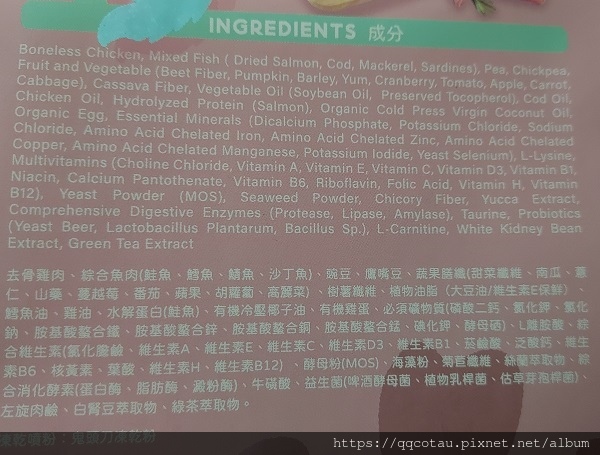 INGREDIENTS 成分
Boneless Chicken, Mixed Fish ( Dried Salmon, Cod, Mackerel, Sardines), Pea, Chickpea,
Fruit and Vegetable (Beet Fiber, Pumpkin, Barley, Yum, Cranberry, Tomato, Apple, Carrot,
Cabbage), Cassava Fiber, Vegetable Oil (Soybean Oil, Preserved Tocopherol), Cod Oil,
Chicken Oil, Hydrolyzed Protein (Salmon), Organic Cold Press Virgin Coconut Oil,
Organic Egg, Essential Minerals (Dicalcium Phosphate, Potassium Chloride, Sodium
Chloride, Amino Acid Chelated Iron, Amino Acid Chelated Zinc, Amino Acid Chelated
Copper, Amino Acid Chelated Manganese, Potassium Iodide, Yeast Selenium), L-Lysine,
Multivitamins (Choline Chloride, Vitamin A, Vitamin E, Vitamin C, Vitamin D3, Vitamin B1,
Niacin, Calcium Pantothenate, Vitamin B6, Riboflavin, Folic Acid, Vitamin H, Vitamin
B12), Yeast Powder (MOS), Seaweed Powder, Chicory Fiber, Yucca Extract,
Comprehensive Digestive Enzymes (Protease, Lipase, Amylase), Taurine, Probiotics
(Yeast Beer, Lactobacillus Plantarum, Bacillus Sp.), L-Carnitine, White Kidney Bean
Extract, Green Tea Extract
去骨雞肉、綜合魚肉(鮭魚、鱈魚、鯖魚、沙丁魚)、豌豆、鷹嘴豆、蔬果膳纖(甜菜纖維、南瓜、薏
仁、山藥、蔓越莓、番茄、蘋果、胡蘿蔔、高麗菜)、樹薯纖維、植物油脂（大豆油/維生素E保鮮）、
鱈魚油、雞油、水解蛋白(鮭魚)、有機冷壓椰子油、有機雞蛋、必須礦物質(磷酸二鈣、氯化鉀、氯化
鈉、胺基酸螯合鐵、胺基酸螯合鋅、胺基酸螯合銅、胺基酸螯合錳、碘化鉀、酵母硒)、L離胺酸、綜
合維生素(氯化膽鹼、維生素A、維生素E、維生素C、維生素D3、維生素B1、菸鹼酸、泛酸鈣、維生
素B6、核黃素、葉酸、維生素H、維生素B12）、酵母粉(MOS)、海藻粉、菊苣纖維、絲蘭萃取物、綜
合消化酵素(蛋白酶、脂肪酶、澱粉酶)、牛磺酸、益生菌(啤酒酵母菌、植物乳桿菌、枯草芽孢桿菌)、
左旋肉鹼、白腎豆萃取物、綠茶萃取物。
凍乾噴粉：鬼頭刀凍乾粉
https://qqcotau.pixnet.net/album